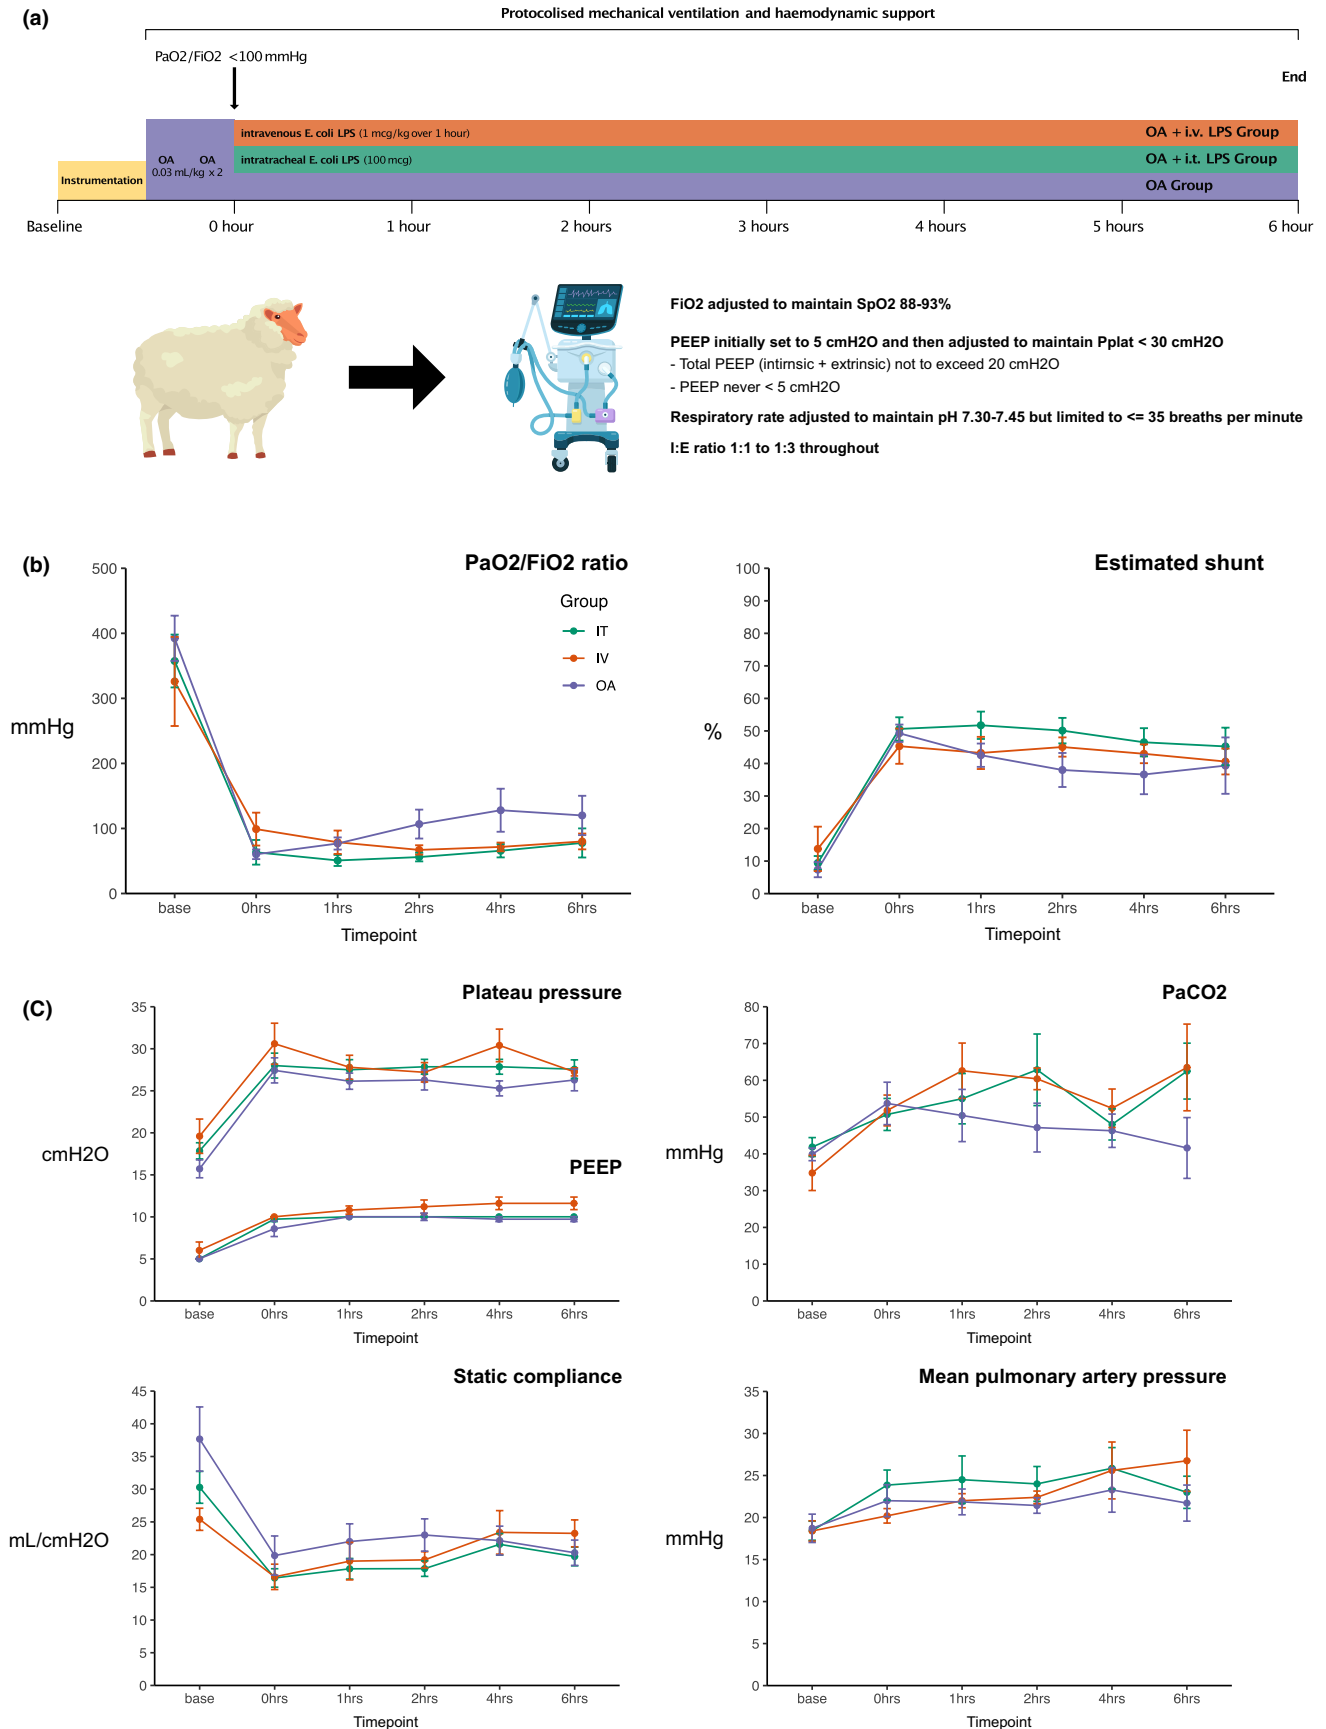 (a)
Protocolised mechanical ventilation and haemodynamic support
PaO2/FiO2 <100 mmHg
End
intravenous E. coli LPS (1 mcg/kg over 1 hour)
OA + i.v. LPS Group
OA OA
0.03 mL/kg x 2
intratracheal E. coli LPS (100 mcg)
OA + i.t. LPS Group
Instrumentation
OA Group
Baseline 0 hour 1 hour 2 hours 3 hours 4 hours 5 hours 6 hour
FiO2 adjusted to maintain SpO2 88-93%
PEEP initially set to 5 cmH2O and then adjusted to maintain Pplat < 30 cmH2O
- Total PEEP (intirnsic + extrinsic) not to exceed 20 cmH2O
- PEEP never < 5 cmH2O
Respiratory rate adjusted to maintain pH 7.30-7.45 but limited to <= 35 breaths per minute
I:E ratio 1:1 to 1:3 throughout
(b)
PaO2/FiO2 ratio
500
400
300
200
100
0
mmHg
Group
IT
IV
OA
base 0hrs 1hrs 2hrs 4hrs 6hrs
Timepoint
Estimated shunt
100
90
80
70
60
50
40
30
20
10
0
%
base 0hrs 1hrs 2hrs 4hrs 6hrs
Timepoint
(C)
Plateau pressure
35
30
25
20
15
10
5
0
cmH2O
PEEP
base 0hrs 1hrs 2hrs 4hrs 6hrs
Timepoint
PaCO2
80
70
60
50
40
30
20
10
0
mmHg
base 0hrs 1hrs 2hrs 4hrs 6hrs
Timepoint
Static compliance
45
40
35
30
25
20
15
10
5
0
mL/cmH2O
base 0hrs 1hrs 2hrs 4hrs 6hrs
Timepoint
Mean pulmonary artery pressure
35
30
25
20
15
10
5
0
mmHg
base 0hrs 1hrs 2hrs 4hrs 6hrs
Timepoint